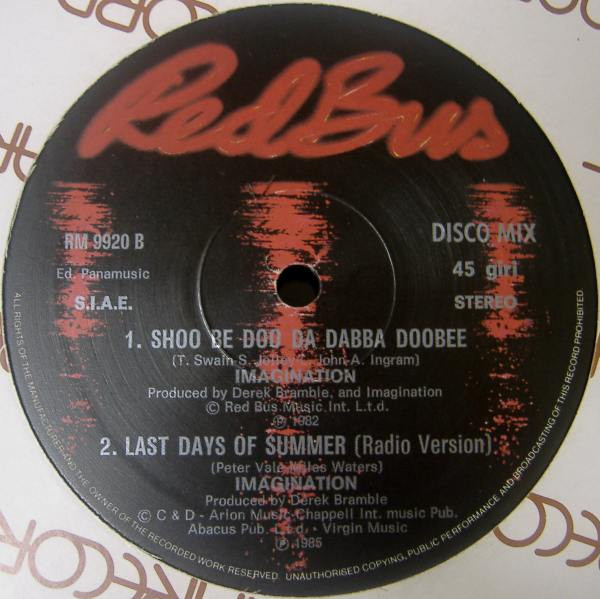 Red Bus
RM 9920 B
DISCO MIX
Ed. Panamusic
45 giri
S.I.A.E.
STEREO
1. SHOO BE DOO DA DABBA DOOBEE
(T. Swain-S. Jolley-L. John-A. Ingram)
IMAGINATION
Produced by Derek Bramble, and Imagination
© Red Bus Music Int. L.t.d.
℗ 1982
2. LAST DAYS OF SUMMER (Radio Version)
(Peter Vale-Miles Waters)
IMAGINATION
Produced by Derek Bramble
© C & D - Arion Music-Chappell Int. music Pub.
Abacus Pub. L.t.d. - Virgin Music
℗ 1985
ALL RIGHTS OF THE MANUFACTURER AND THE OWNER OF THE RECORDED WORK RESERVED. UNAUTHORISED COPYING, PUBLIC PERFORMANCE AND BROADCASTING OF THIS RECORD PROHIBITED.